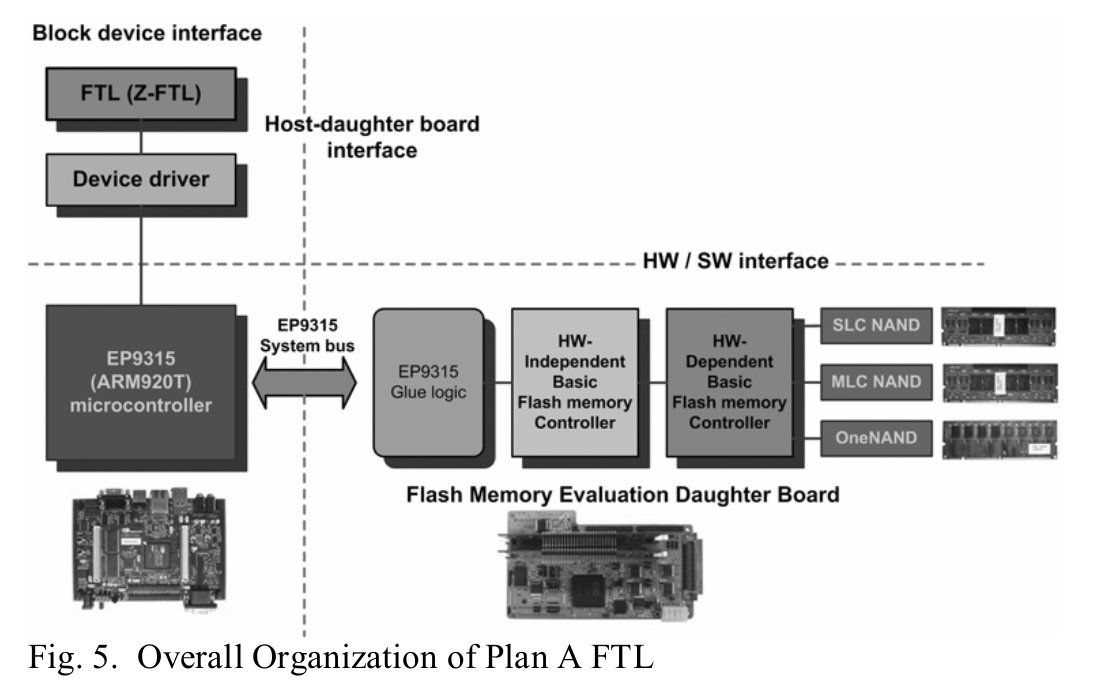 Block device interface
FTL (Z-FTL)
Host-daughter board
interface
Device driver
HW / SW interface
EP9315
(ARM920T)
microcontroller
EP9315
System bus
EP9315
Glue logic
HW-
Independent
Basic
Flash memory
Controller
HW-
Dependent
Basic
Flash memory
Controller
SLC NAND
MLC NAND
OneNAND
Flash Memory Evaluation Daughter Board
Fig. 5. Overall Organization of Plan A FTL